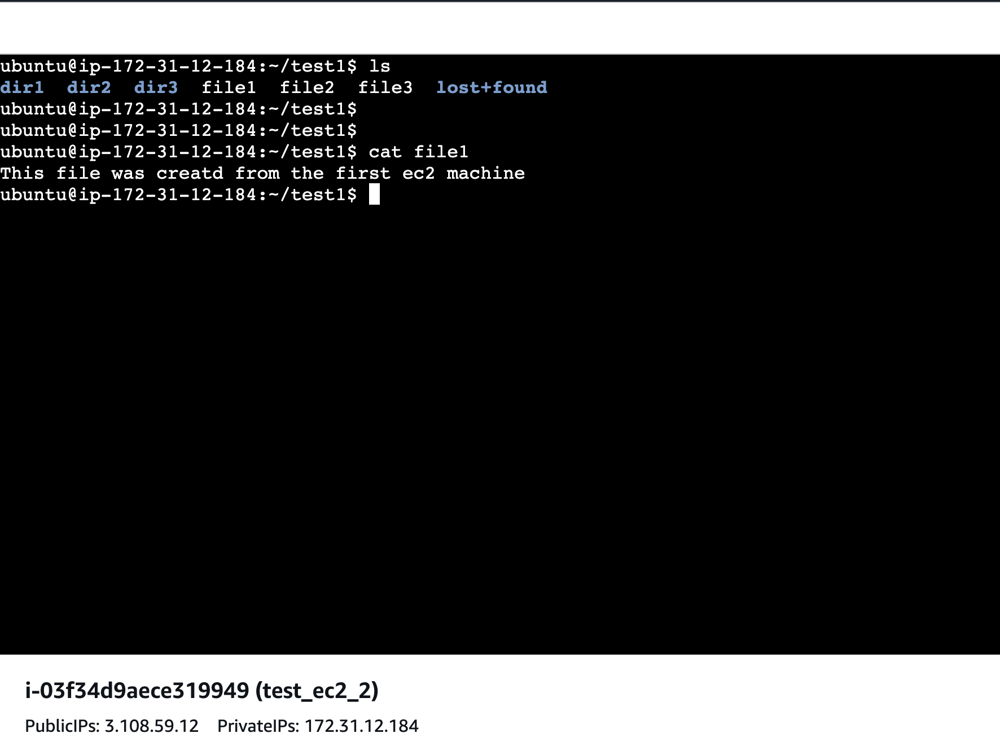 ubuntu@ip-172-31-12-184:~/test1$ ls
dir1  dir2  dir3  file1  file2  file3  lost+found
ubuntu@ip-172-31-12-184:~/test1$
ubuntu@ip-172-31-12-184:~/test1$
ubuntu@ip-172-31-12-184:~/test1$ cat file1
This file was creatd from the first ec2 machine
ubuntu@ip-172-31-12-184:~/test1$
i-03f34d9aece319949 (test_ec2_2)
PublicIPs: 3.108.59.12    PrivateIPs: 172.31.12.184